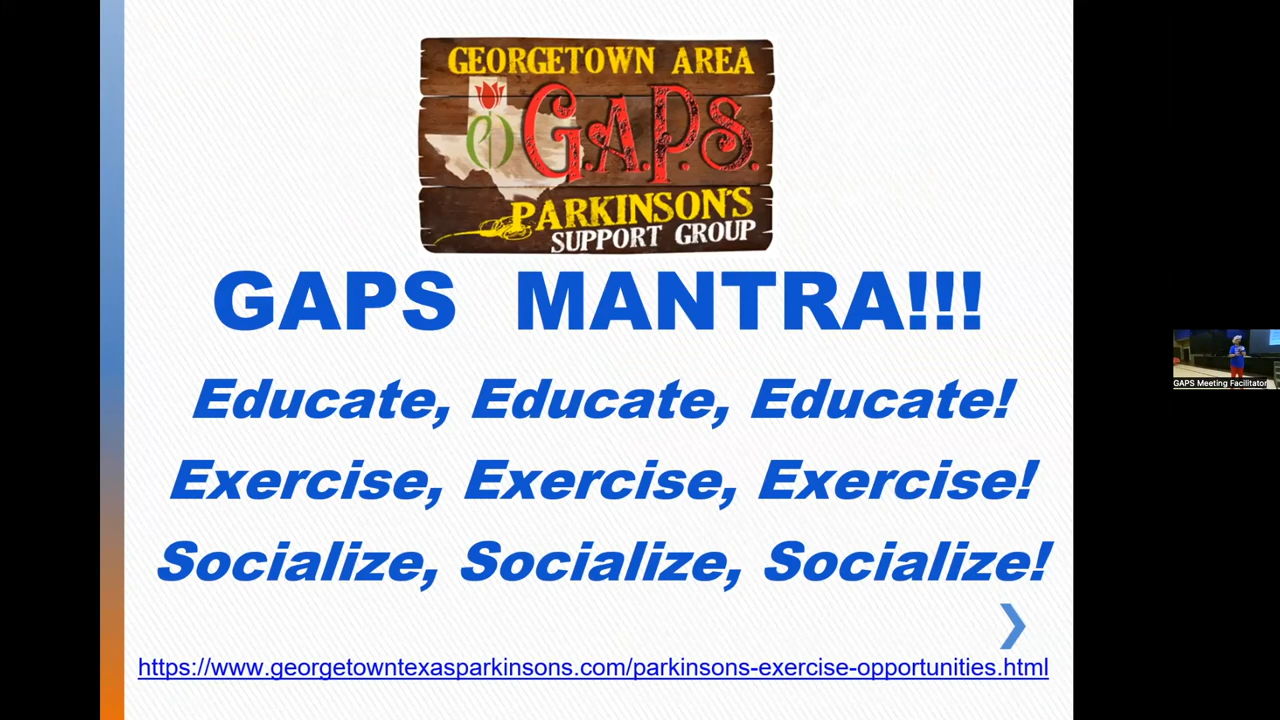 GEORGETOWN AREA
G.A.P.S.
PARKINSON'S
SUPPORT GROUP
GAPS MANTRA!!!
Educate, Educate, Educate!
Exercise, Exercise, Exercise!
Socialize, Socialize, Socialize!
https://www.georgetowntexasparkinsons.com/parkinsons-exercise-opportunities.html
GAPS Meeting Facilitator